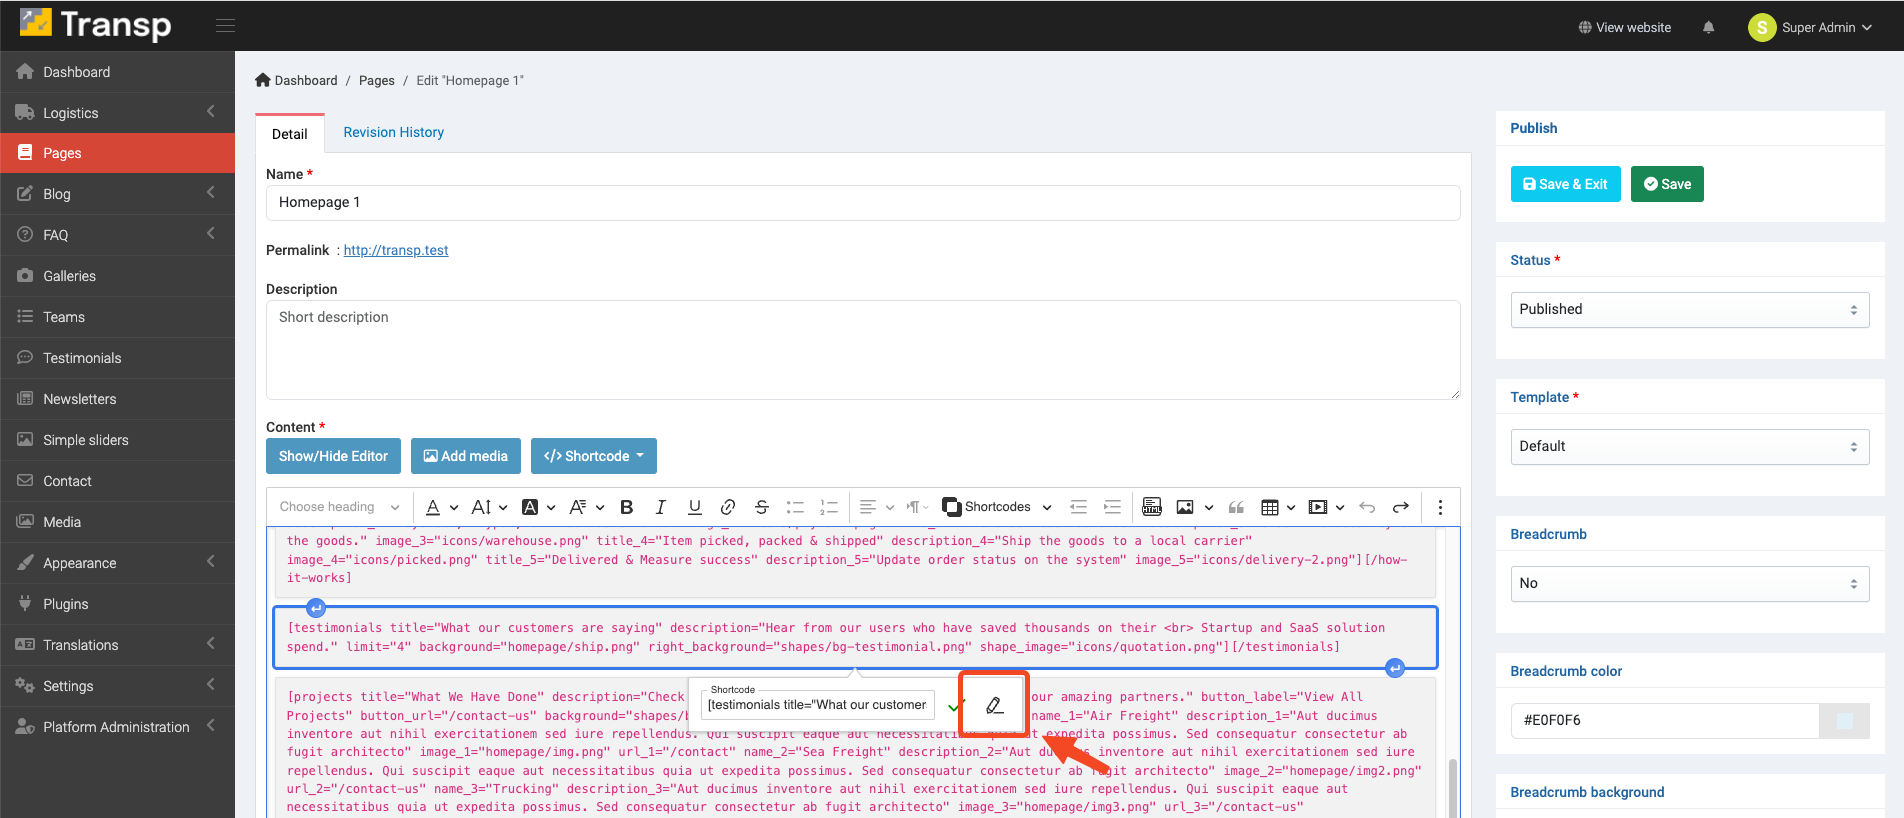 Transp
View website
S
Super Admin
Dashboard
Logistics
Pages
Blog
FAQ
Galleries
Teams
Testimonials
Newsletters
Simple sliders
Contact
Media
Appearance
Plugins
Translations
Settings
Platform Administration
Dashboard / Pages / Edit "Homepage 1"
Detail
Revision History
Name *
Homepage 1
Permalink : http://transp.test
Description
Short description
Content *
Show/Hide Editor
Add media
</> Shortcode
Choose heading
Shortcodes
HTML
the goods." image_3="icons/warehouse.png" title_4="Item picked, packed & shipped" description_4="Ship the goods to a local carrier"
image_4="icons/picked.png" title_5="Delivered & Measure success" description_5="Update order status on the system" image_5="icons/delivery-2.png"][/how-
it-works]
[testimonials title="What our customers are saying" description="Hear from our users who have saved thousands on their <br> Startup and SaaS solution
spend." limit="4" background="homepage/ship.png" right_background="shapes/bg-testimonial.png" shape_image="icons/quotation.png"][/testimonials]
Shortcode
[testimonials title="What our customer
[projects title="What We Have Done" description="Check our amazing partners." button_label="View All
Projects" button_url="/contact-us" background="shapes/b name_1="Air Freight" description_1="Aut ducimus
inventore aut nihil exercitationem sed iure repellendus. Qui suscipit eaque aut necessitatibus quia ut expedita possimus. Sed consequatur consectetur ab
fugit architecto" image_1="homepage/img.png" url_1="/contact" name_2="Sea Freight" description_2="Aut ducimus inventore aut nihil exercitationem sed iure
repellendus. Qui suscipit eaque aut necessitatibus quia ut expedita possimus. Sed consequatur consectetur ab fugit architecto" image_2="homepage/img2.png"
url_2="/contact-us" name_3="Trucking" description_3="Aut ducimus inventore aut nihil exercitationem sed iure repellendus. Qui suscipit eaque aut
necessitatibus quia ut expedita possimus. Sed consequatur consectetur ab fugit architecto" image_3="homepage/img3.png" url_3="/contact-us"
Publish
Save & Exit
Save
Status *
Published
Template *
Default
Breadcrumb
No
Breadcrumb color
#E0F0F6
Breadcrumb background